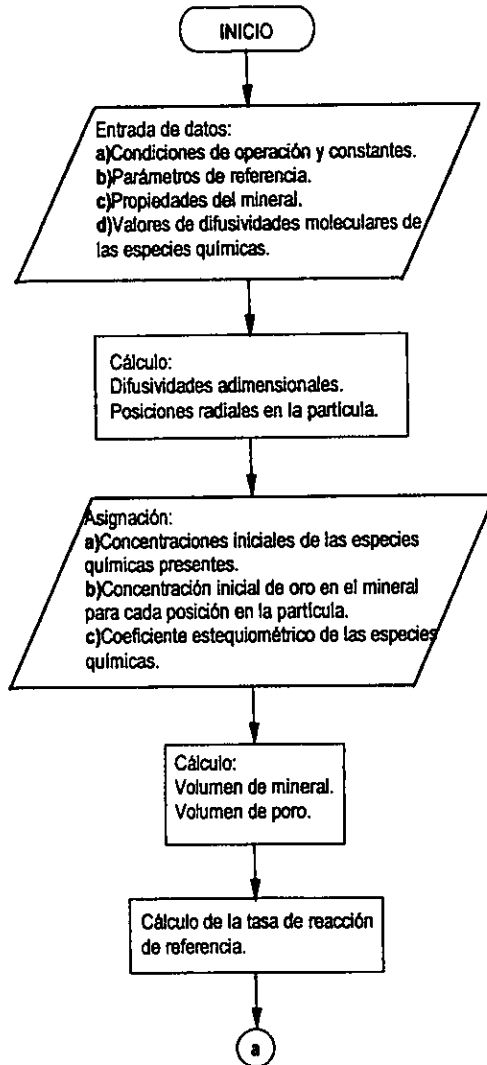 INICIO
Entrada de datos:
a)Condiciones de operación y constantes.
b)Parámetros de referencia.
c)Propiedades del mineral.
d)Valores de difusividades moleculares de
las especies químicas.
Cálculo:
Difusividades adimensionales.
Posiciones radiales en la partícula.
Asignación:
a)Concentraciones iniciales de las especies
químicas presentes.
b)Concentración inicial de oro en el mineral
para cada posición en la partícula.
c)Coeficiente estequiométrico de las especies
químicas.
Cálculo:
Volumen de mineral.
Volumen de poro.
Cálculo de la tasa de reacción
de referencia.
a